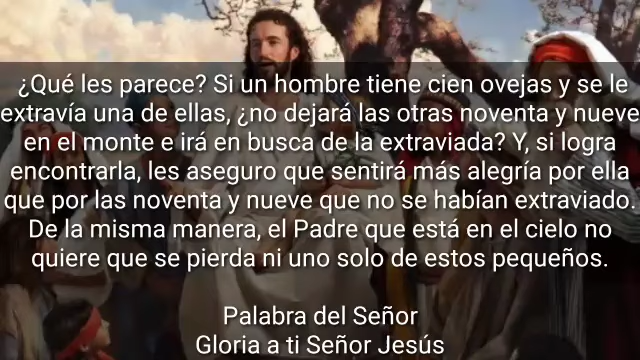 ¿Qué les parece? Si un hombre tiene cien ovejas y se le
extravía una de ellas, ¿no dejará las otras noventa y nueve
en el monte e irá en busca de la extraviada? Y, si logra
encontrarla, les aseguro que sentirá más alegría por ella
que por las noventa y nueve que no se habían extraviado.
De la misma manera, el Padre que está en el cielo no
quiere que se pierda ni uno solo de estos pequeños.
Palabra del Señor
Gloria a ti Señor Jesús